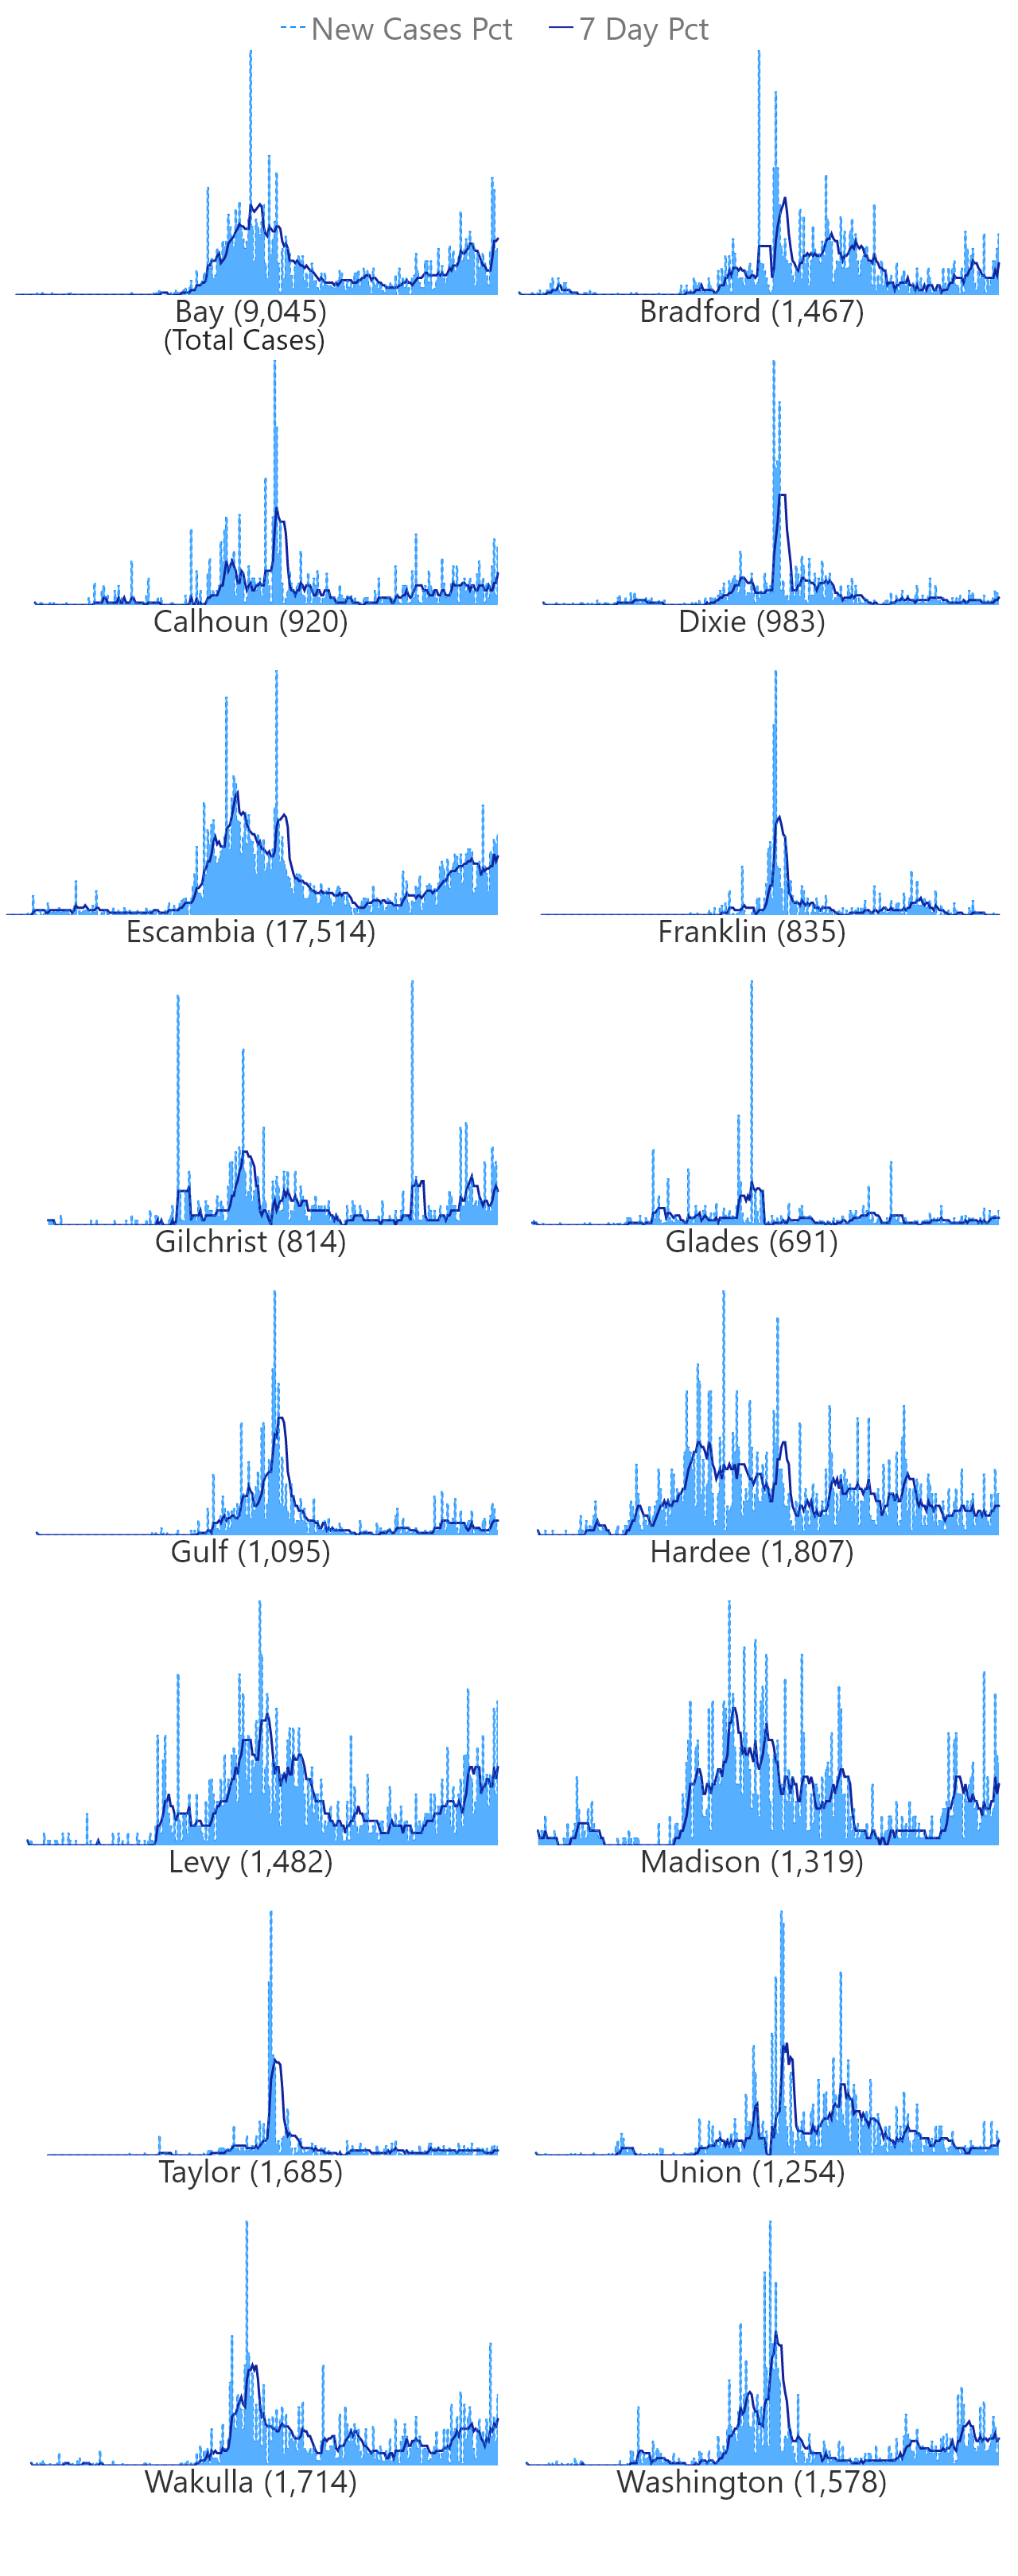 New Cases Pct 7 Day Pct
Bay (9,045) Bradford (1,467)
(Total Cases)
Calhoun (920) Dixie (983)
Escambia (17,514) Franklin (835)
Gilchrist (814) Glades (691)
Gulf (1,095) Hardee (1,807)
Levy (1,482) Madison (1,319)
Taylor (1,685) Union (1,254)
Wakulla (1,714) Washington (1,578)